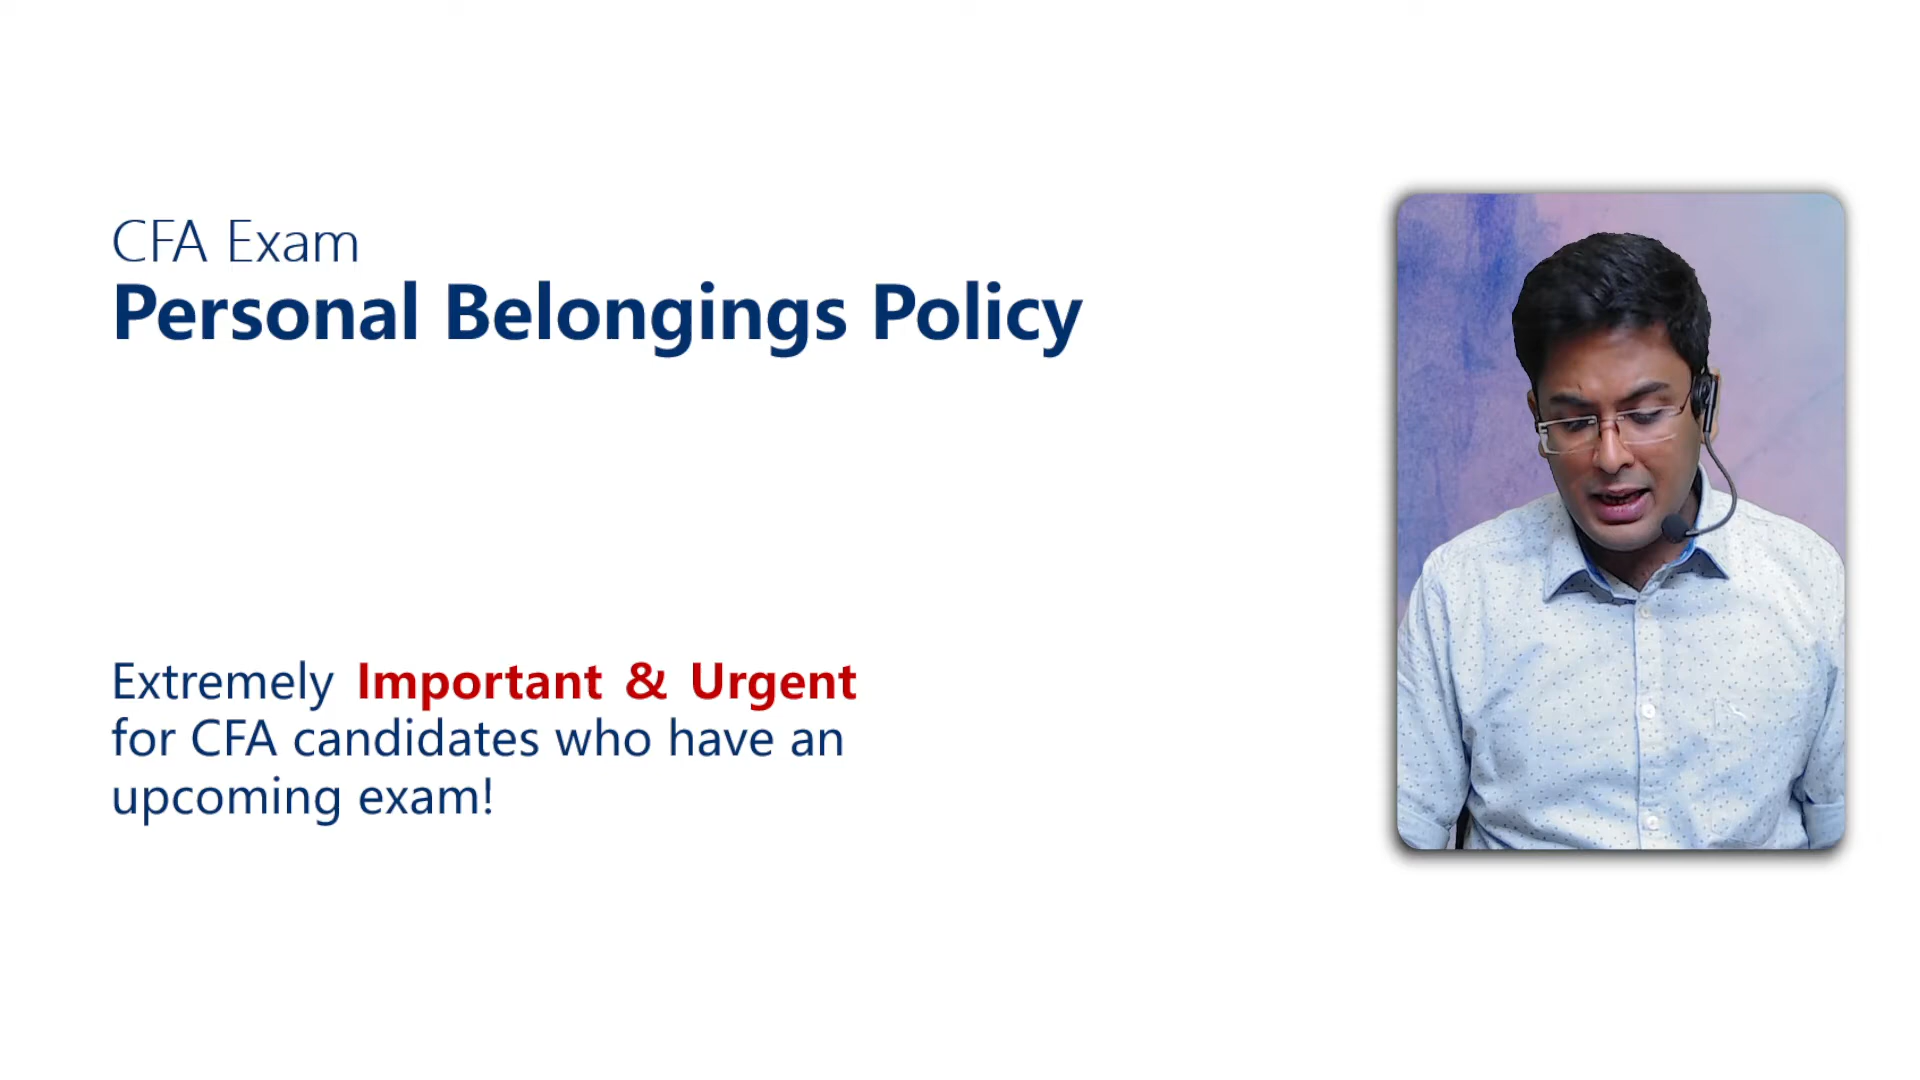 CFA Exam
Personal Belongings Policy
Extremely Important & Urgent
for CFA candidates who have an
upcoming exam!